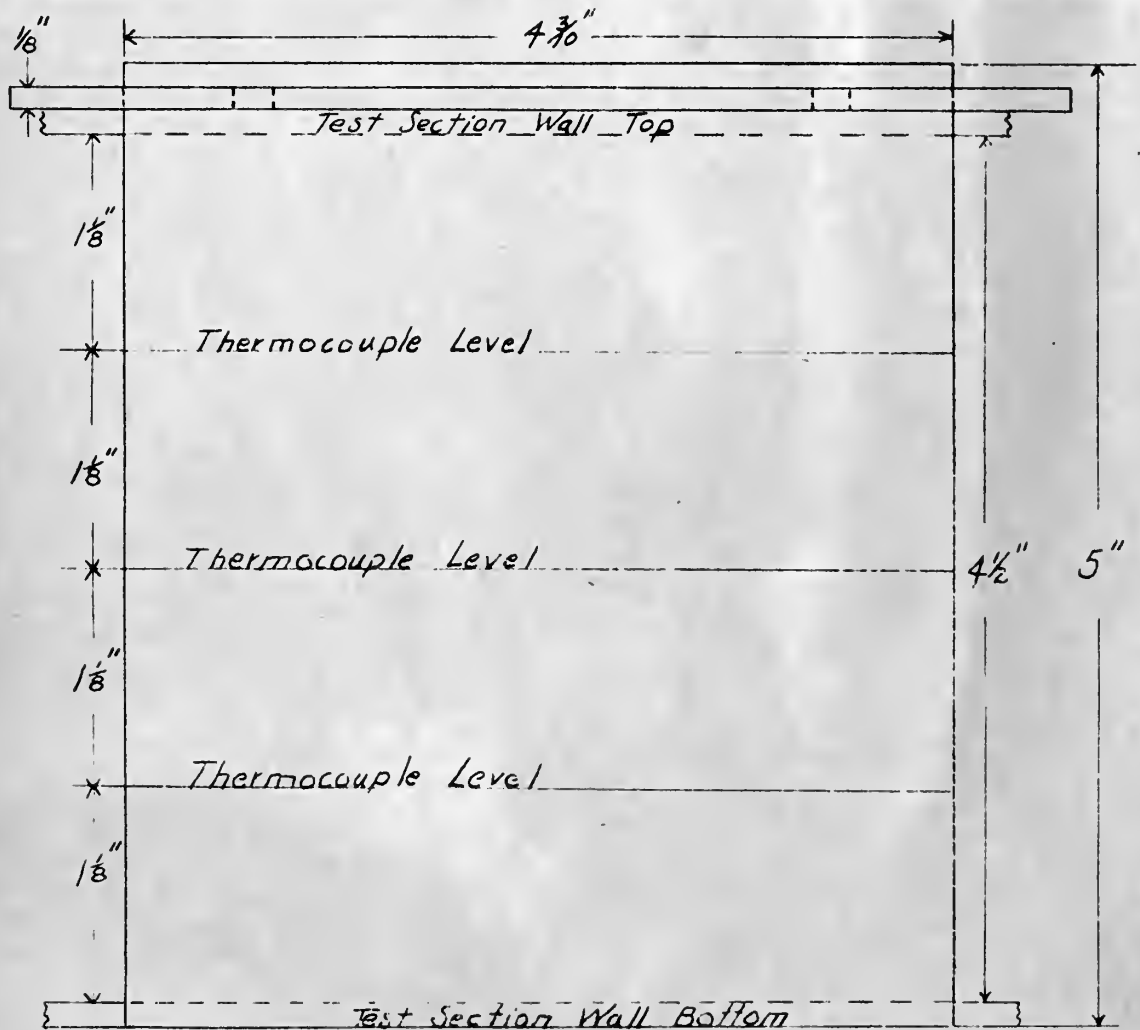 1/8"
4 3/10"
Test Section Wall Top
1 1/8"
Thermocouple Level
1 1/8"
Thermocouple Level
4 1/2"
5"
1 1/8"
Thermocouple Level
1 1/8"
Test Section Wall Bottom